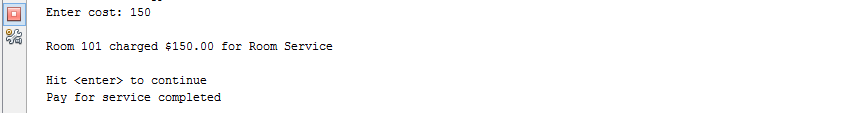 Enter cost: 150
Room 101 charged $150.00 for Room Service
Hit <enter> to continue
Pay for service completed